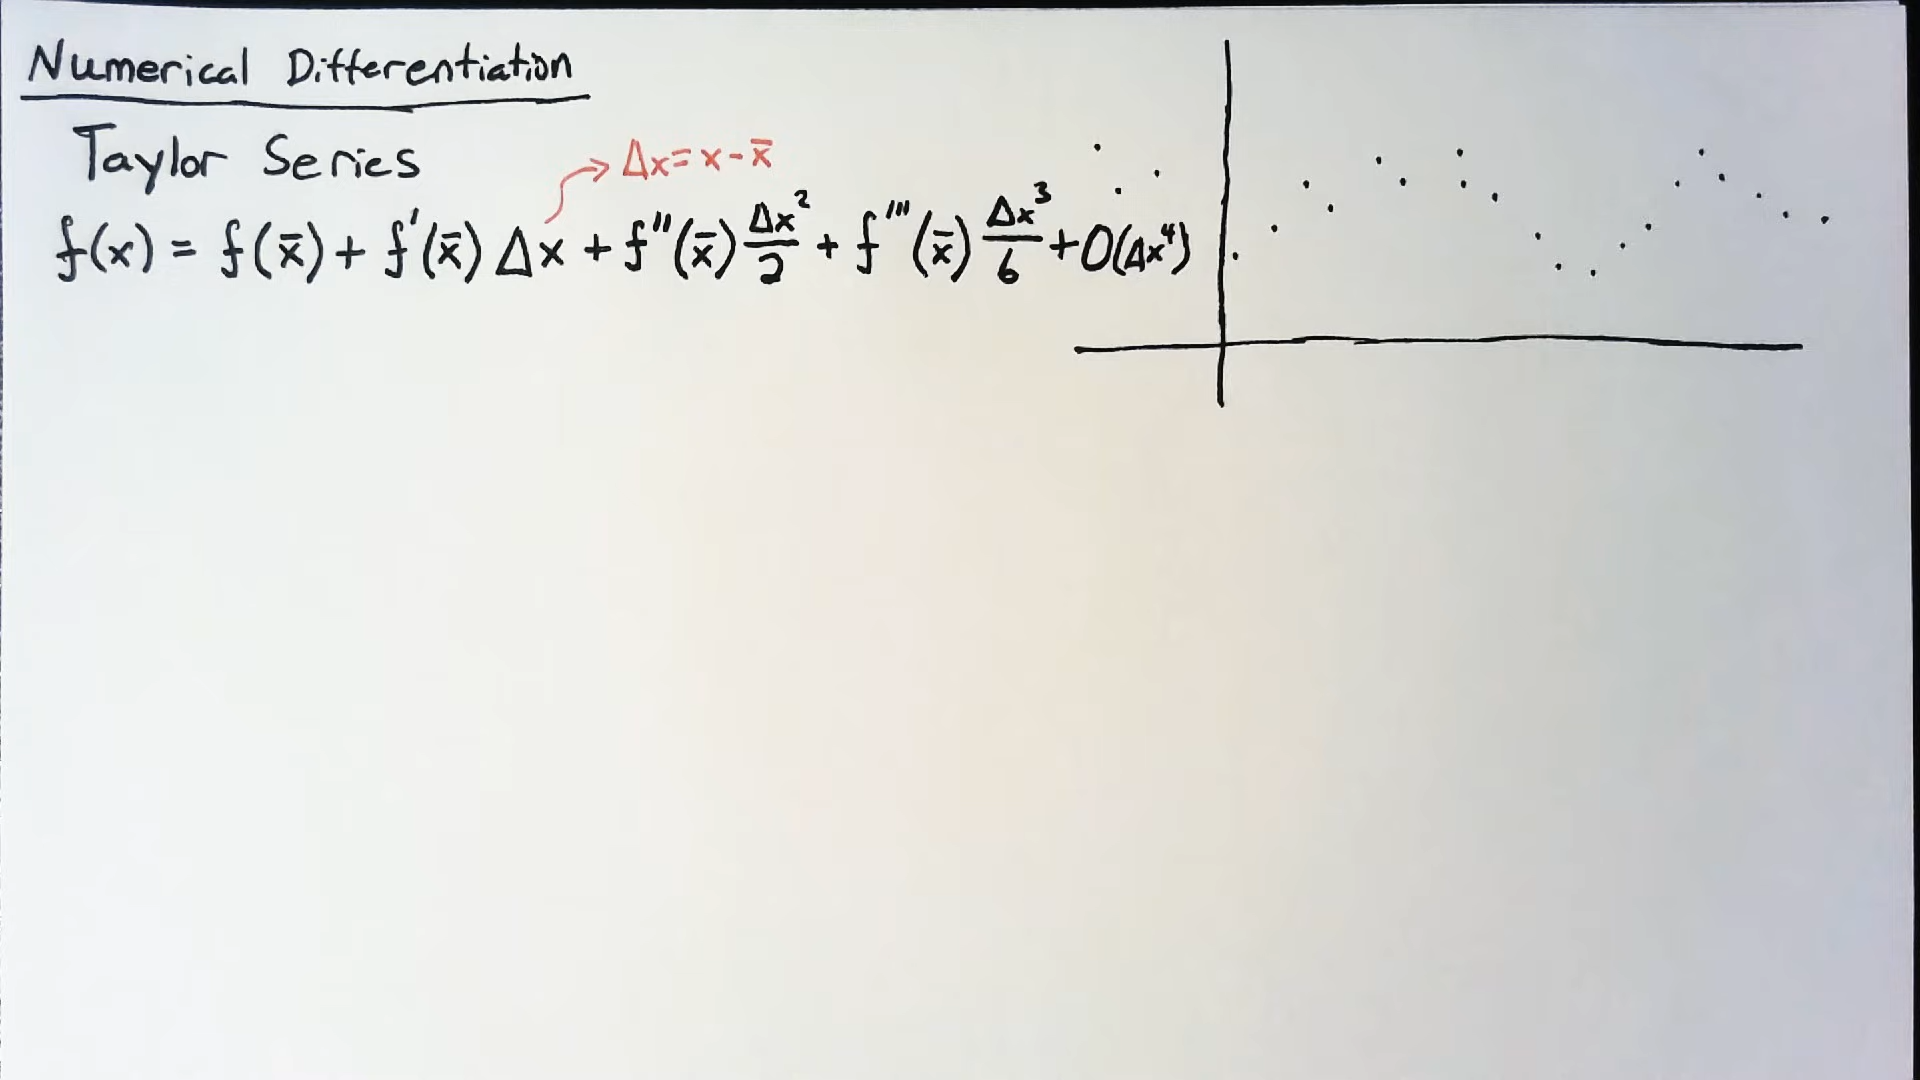 Numerical Differentiation
Taylor Series
Δx = x - x̄
f(x) = f(x̄) + f'(x̄) Δx + f''(x̄) Δx²/2 + f'''(x̄) Δx³/6 + O(Δx⁴)